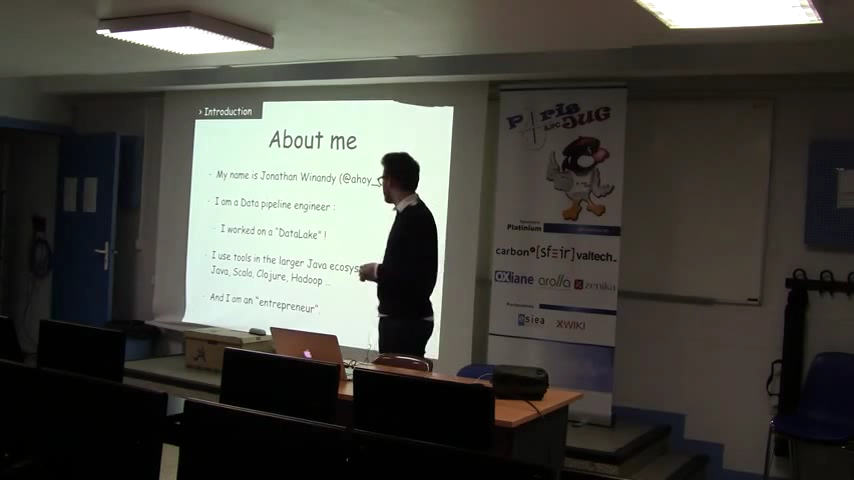 › Introduction
About me
- My name is Jonathan Winandy (@ahoy_
- I am a Data pipeline engineer :
- I worked on a "DataLake" !
- I use tools in the larger Java ecosys
Java, Scala, Clojure, Hadoop ...
- And I am an "entrepreneur".
Paris
JUG
Platinium
carbon [sfeir] valtech_
OXiane arolla zenika
esiea XWIKI